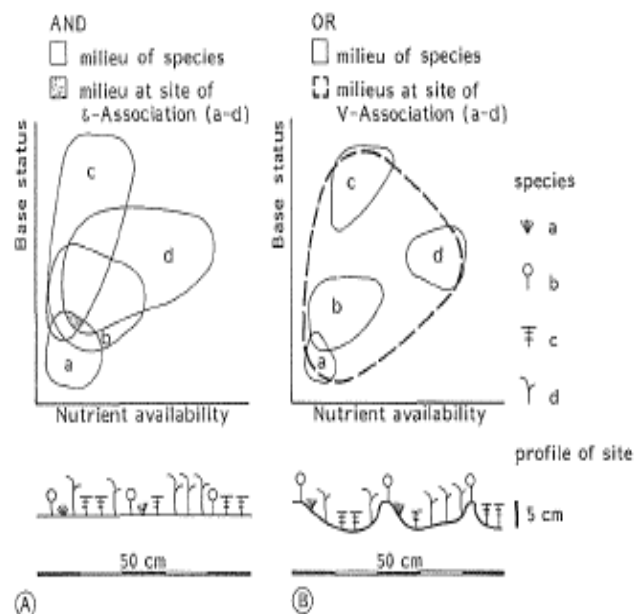 AND
milieu of species
milieu at site of
ε-Association (a-d)
Base status
c
d
b
a
Nutrient availability
50 cm
A
OR
milieu of species
milieus at site of
V-Association (a-d)
Base status
c
d
b
a
Nutrient availability
50 cm
B
species
a
b
c
d
profile of site
5 cm